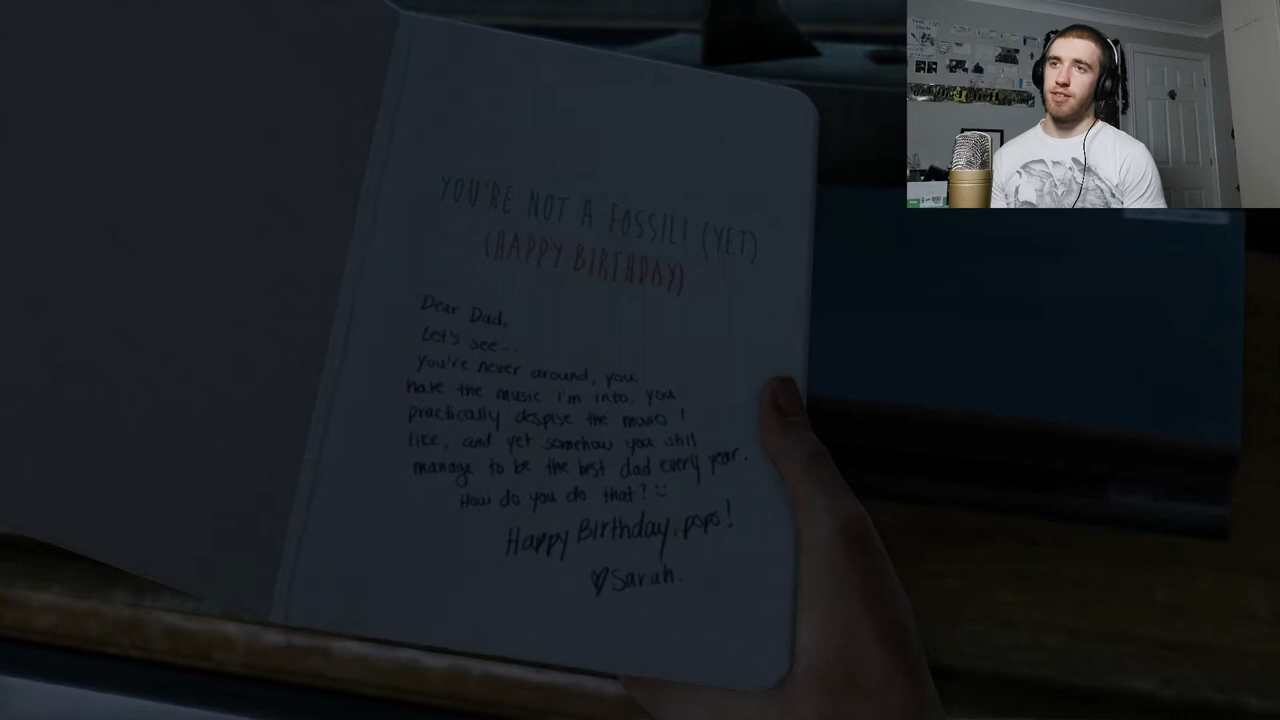 YOU'RE NOT A FOSSIL! (YET)
(HAPPY BIRTHDAY)
Dear Dad,
Let's see...
You're never around, you
hate the music I'm into, you
practically despise the movies I
like, and yet somehow you still
manage to be the best dad every year.
How do you do that? :)
Happy Birthday, pops!
♡ Sarah.